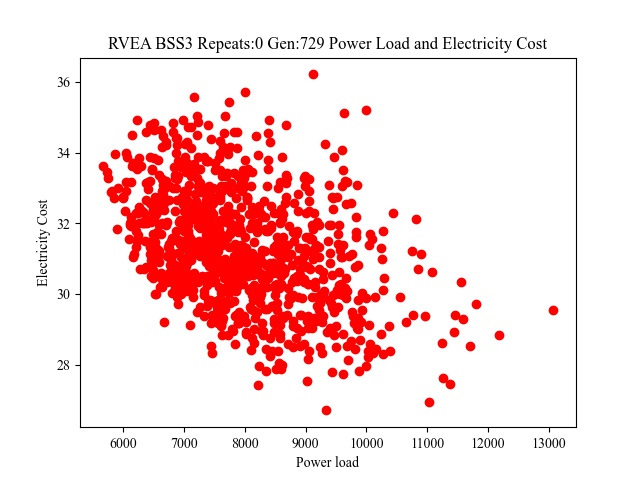 RVEA BSS3 Repeats:0 Gen:729 Power Load and Electricity Cost
36
34
32
30
28
Electricity Cost
6000 7000 8000 9000 10000 11000 12000 13000
Power load